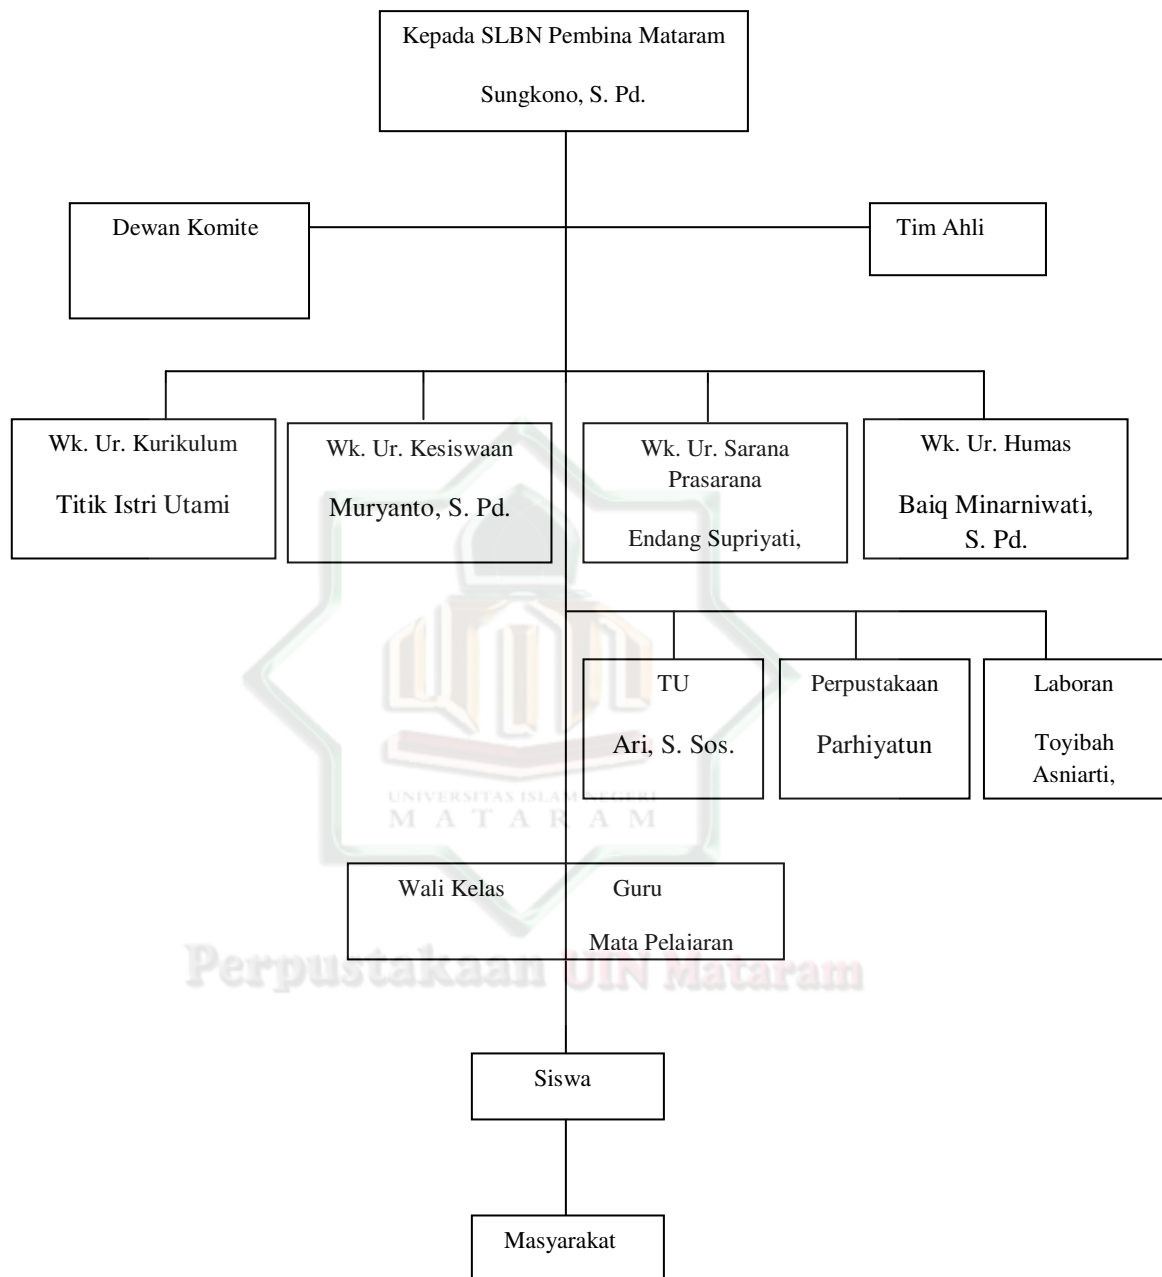 Kepada SLBN Pembina Mataram
Sungkono, S. Pd.
Dewan Komite
Tim Ahli
Wk. Ur. Kurikulum
Titik Istri Utami
Wk. Ur. Kesiswaan
Muryanto, S. Pd.
Wk. Ur. Sarana
Prasarana
Endang Supriyati,
Wk. Ur. Humas
Baiq Minarniwati,
S. Pd.
TU
Ari, S. Sos.
Perpustakaan
Parhiyatun
Laboran
Toyibah
Asniarti,
UNIVERSITAS ISLAM NEGERI
MATARAM
Wali Kelas
Guru
Mata Pelajaran
Perpustakaan UIN Mataram
Siswa
Masyarakat